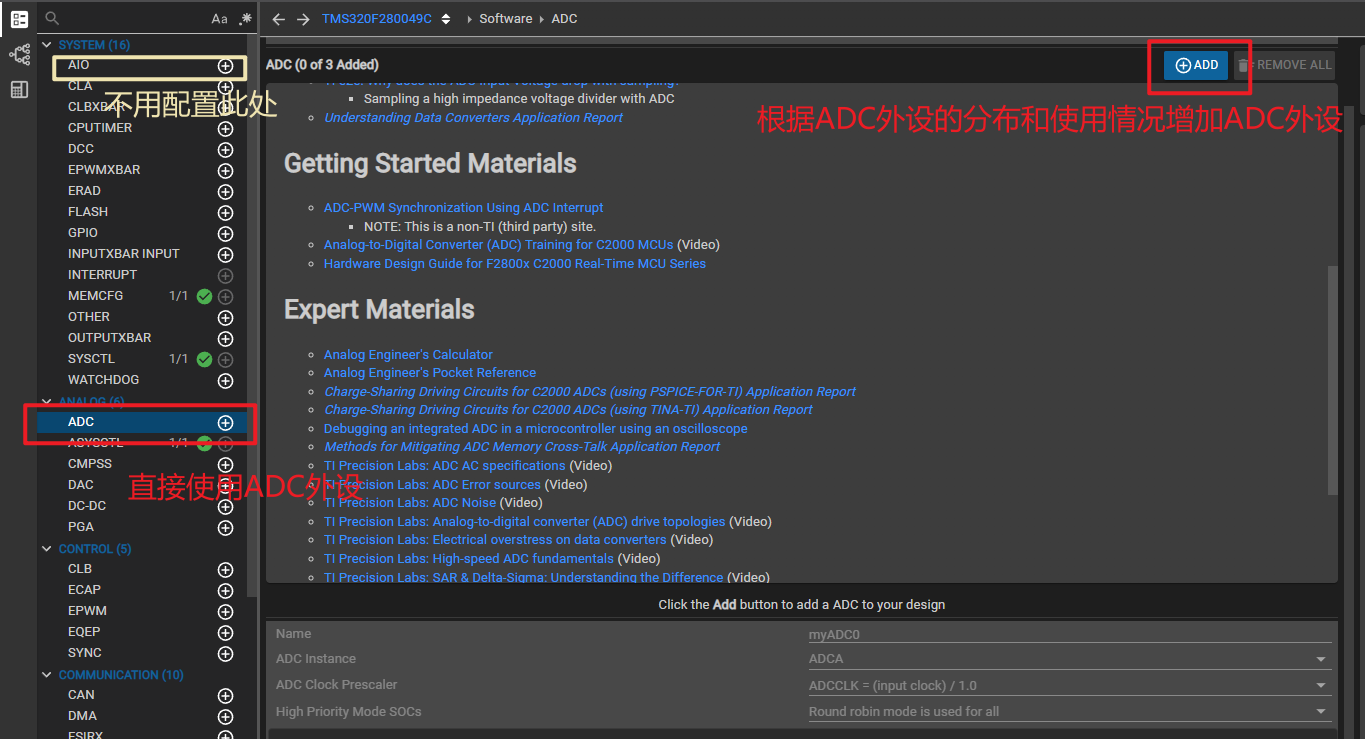 Aa .*
TMS320F280049C Software ADC
SYSTEM (16)
AIO
CLA
不用配置此处
CLBXBAR
CPUTIMER
DCC
EPWMXBAR
ERAD
FLASH
GPIO
INPUTXBAR INPUT
INTERRUPT
MEMCFG 1/1
OTHER
OUTPUTXBAR
SYSCTL 1/1
WATCHDOG
ANALOG (6)
ADC
ASYSCTL 1/1
CMPSS
DAC
直接使用ADC外设
DC-DC
PGA
CONTROL (5)
CLB
ECAP
EPWM
EQEP
SYNC
COMMUNICATION (10)
CAN
DMA
FSIRX
ADC (0 of 3 Added)
ADD
REMOVE ALL
根据ADC外设的分布和使用情况增加ADC外设
TI e2e: Why does the ADC input voltage drop with sampling?
Sampling a high impedance voltage divider with ADC
Understanding Data Converters Application Report
Getting Started Materials
ADC-PWM Synchronization Using ADC Interrupt
NOTE: This is a non-TI (third party) site.
Analog-to-Digital Converter (ADC) Training for C2000 MCUs (Video)
Hardware Design Guide for F2800x C2000 Real-Time MCU Series
Expert Materials
Analog Engineer's Calculator
Analog Engineer's Pocket Reference
Charge-Sharing Driving Circuits for C2000 ADCs (using PSPICE-FOR-TI) Application Report
Charge-Sharing Driving Circuits for C2000 ADCs (using TINA-TI) Application Report
Debugging an integrated ADC in a microcontroller using an oscilloscope
Methods for Mitigating ADC Memory Cross-Talk Application Report
TI Precision Labs: ADC AC specifications (Video)
TI Precision Labs: ADC Error sources (Video)
TI Precision Labs: ADC Noise (Video)
TI Precision Labs: Analog-to-digital converter (ADC) drive topologies (Video)
TI Precision Labs: Electrical overstress on data converters (Video)
TI Precision Labs: High-speed ADC fundamentals (Video)
TI Precision Labs: SAR & Delta-Sigma: Understanding the Difference (Video)
Click the Add button to add a ADC to your design
Name myADC0
ADC Instance ADCA
ADC Clock Prescaler ADCCLK = (input clock) / 1.0
High Priority Mode SOCs Round robin mode is used for all